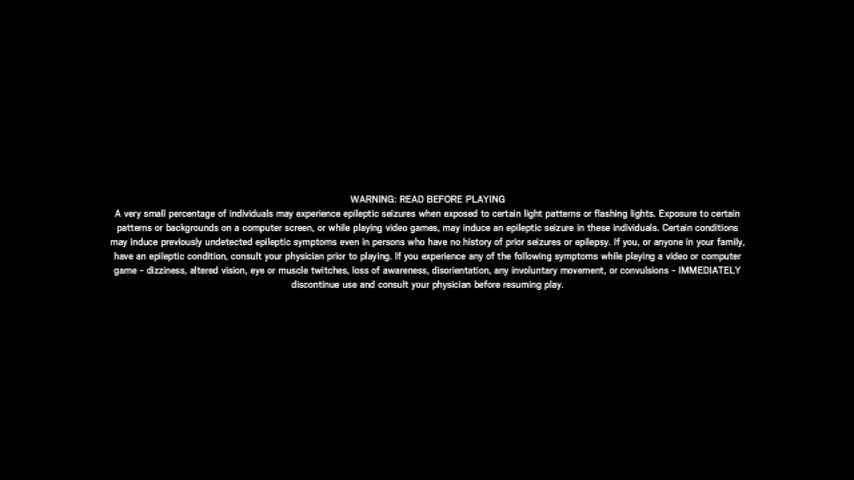 WARNING: READ BEFORE PLAYING
A very small percentage of individuals may experience epileptic seizures when exposed to certain light patterns or flashing lights. Exposure to certain
patterns or backgrounds on a computer screen, or while playing video games, may induce an epileptic seizure in these individuals. Certain conditions
may induce previously undetected epileptic symptoms even in persons who have no history of prior seizures or epilepsy. If you, or anyone in your family,
have an epileptic condition, consult your physician prior to playing. If you experience any of the following symptoms while playing a video or computer
game - dizziness, altered vision, eye or muscle twitches, loss of awareness, disorientation, any involuntary movement, or convulsions - IMMEDIATELY
discontinue use and consult your physician before resuming play.